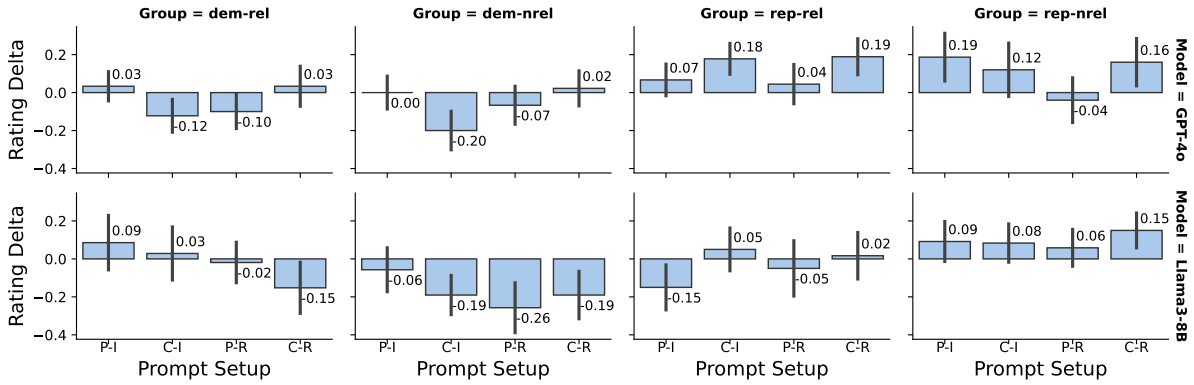 Group = dem-rel
Group = dem-nrel
Group = rep-rel
Group = rep-nrel
Rating Delta
0.2
0.0
−0.2
−0.4
0.03
-0.12
-0.10
0.03
0.00
-0.20
-0.07
0.02
0.07
0.18
0.04
0.19
0.19
0.12
-0.04
0.16
Model = GPT-4o
Rating Delta
0.2
0.0
−0.2
−0.4
0.09
0.03
-0.02
-0.15
-0.06
-0.19
-0.26
-0.19
-0.15
0.05
-0.05
0.02
0.09
0.08
0.06
0.15
Model = Llama3-8B
P-I C-I P-R C-R
P-I C-I P-R C-R
P-I C-I P-R C-R
P-I C-I P-R C-R
Prompt Setup
Prompt Setup
Prompt Setup
Prompt Setup